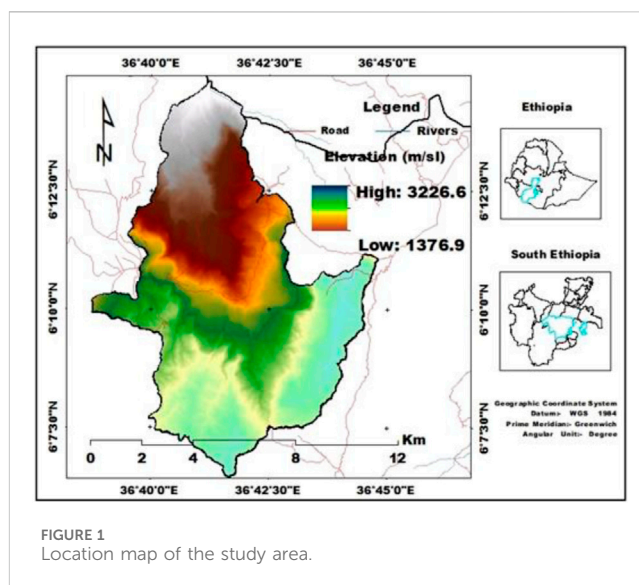 36°40'0"E 36°42'30"E 36°45'0"E
Legend
Road Rivers
Elevation (m/sl)
High: 3226.6
Low: 1376.9
Ethiopia
South Ethiopia
6°12'30"N 6°12'30"N
6°10'0"N 6°10'0"N
6°7'30"N 6°7'30"N
N
Geographic Coordinate System
Datum:- WGS 1984
Prime Meridian:- Greenwich
Angular Unit:- Degree
Km
0 2 4 8 12
36°40'0"E 36°42'30"E 36°45'0"E
FIGURE 1
Location map of the study area.